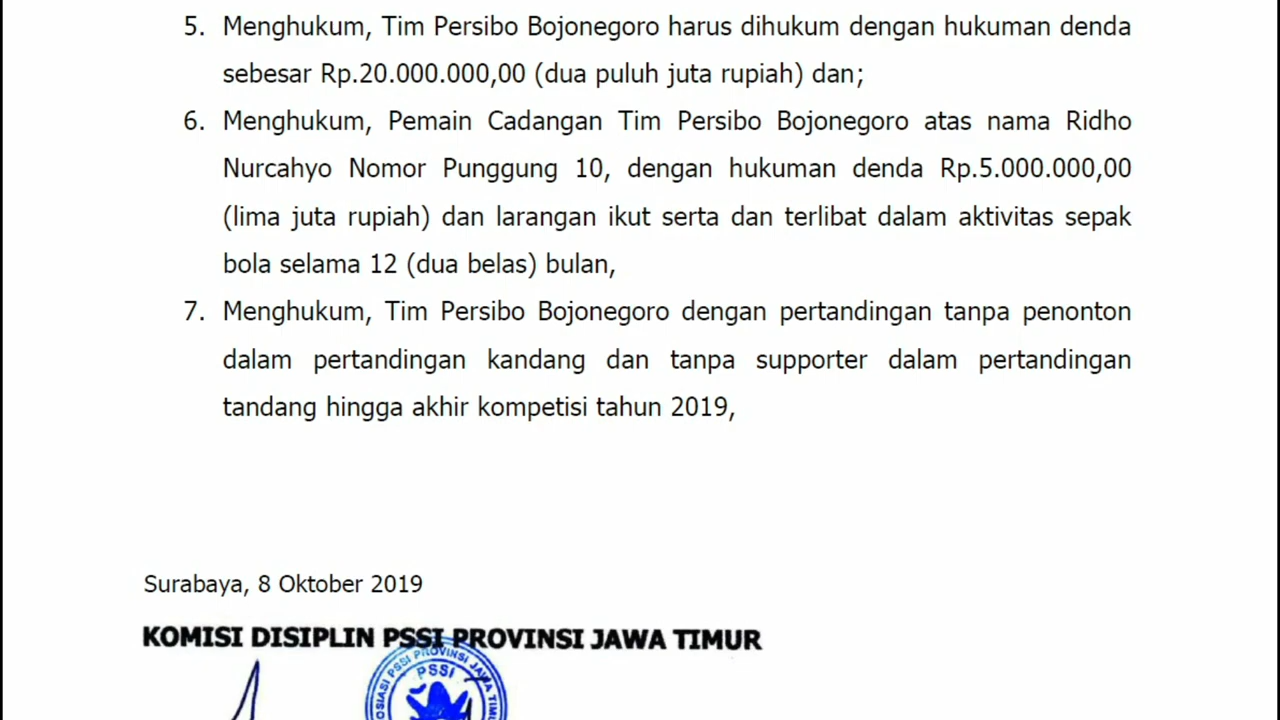 5. Menghukum, Tim Persibo Bojonegoro harus dihukum dengan hukuman denda
sebesar Rp.20.000.000,00 (dua puluh juta rupiah) dan;
6. Menghukum, Pemain Cadangan Tim Persibo Bojonegoro atas nama Ridho
Nurcahyo Nomor Punggung 10, dengan hukuman denda Rp.5.000.000,00
(lima juta rupiah) dan larangan ikut serta dan terlibat dalam aktivitas sepak
bola selama 12 (dua belas) bulan,
7. Menghukum, Tim Persibo Bojonegoro dengan pertandingan tanpa penonton
dalam pertandingan kandang dan tanpa supporter dalam pertandingan
tandang hingga akhir kompetisi tahun 2019,
Surabaya, 8 Oktober 2019
KOMISI DISIPLIN PSSI PROVINSI JAWA TIMUR
PSSI PROVINSI JAWA
PSSI